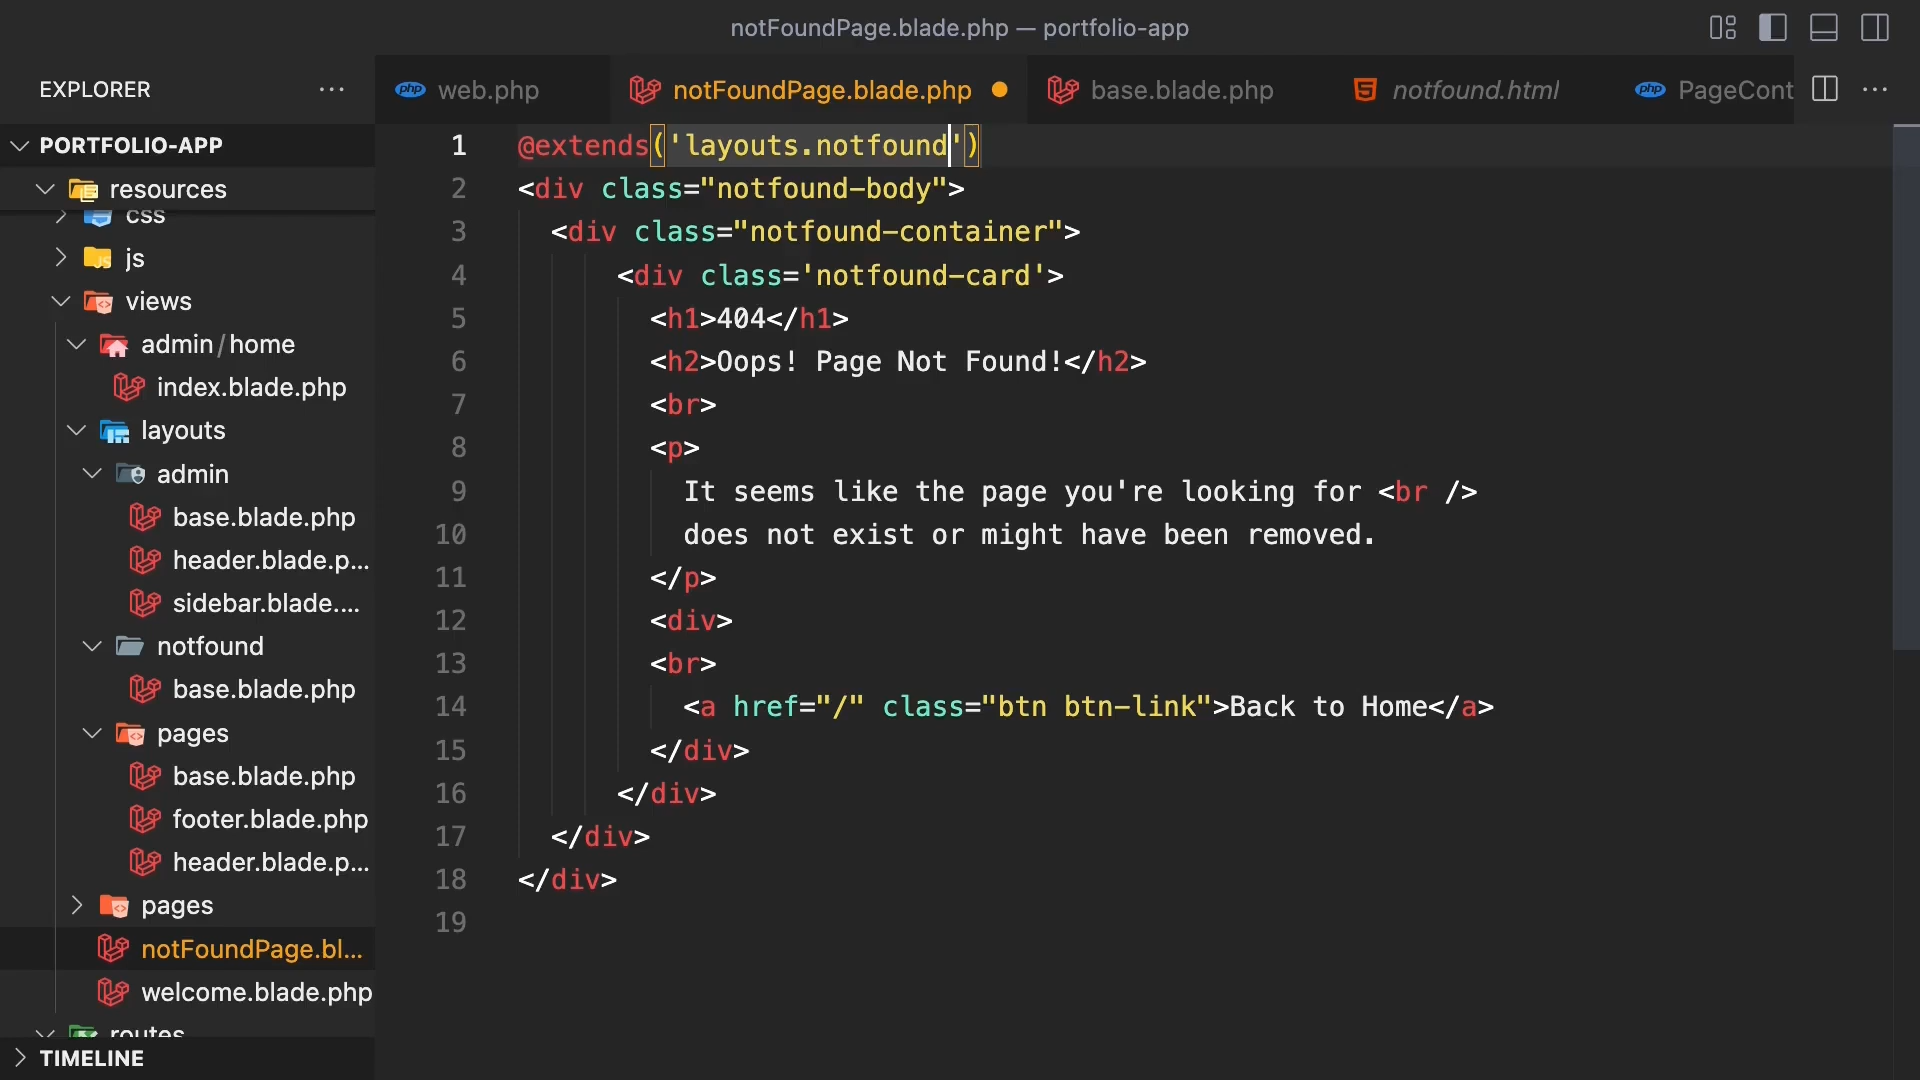 notFoundPage.blade.php — portfolio-app
EXPLORER
web.php
notFoundPage.blade.php
base.blade.php
notfound.html
PageCont
PORTFOLIO-APP
resources
css
js
views
admin/home
index.blade.php
layouts
admin
base.blade.php
header.blade.p...
sidebar.blade....
notfound
base.blade.php
pages
base.blade.php
footer.blade.php
header.blade.p...
pages
notFoundPage.bl...
welcome.blade.php
routes
TIMELINE
1 @extends('layouts.notfound')
2 <div class="notfound-body">
3 <div class="notfound-container">
4 <div class='notfound-card'>
5 <h1>404</h1>
6 <h2>Oops! Page Not Found!</h2>
7 <br>
8 <p>
9 It seems like the page you're looking for <br />
10 does not exist or might have been removed.
11 </p>
12 <div>
13 <br>
14 <a href="/" class="btn btn-link">Back to Home</a>
15 </div>
16 </div>
17 </div>
18 </div>
19